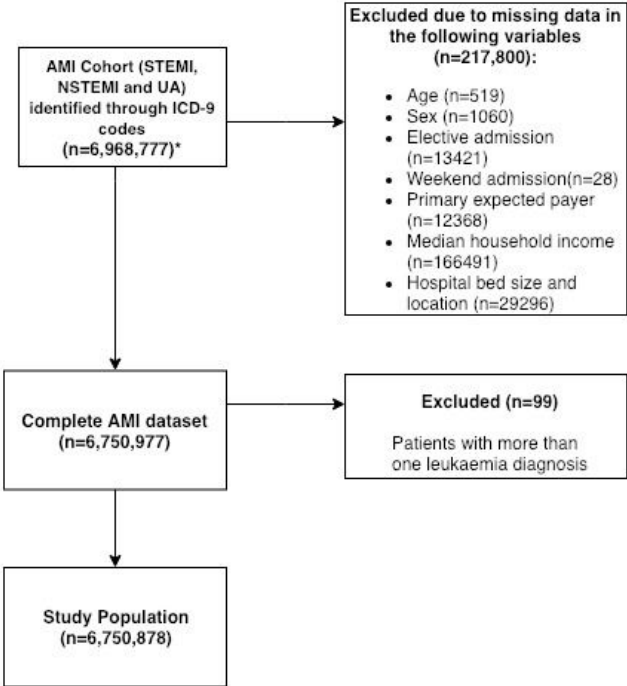 AMI Cohort (STEMI,
NSTEMI and UA)
identified through ICD-9
codes
(n=6,968,777)*
Excluded due to missing data in
the following variables
(n=217,800):
• Age (n=519)
• Sex (n=1060)
• Elective admission
(n=13421)
• Weekend admission(n=28)
• Primary expected payer
(n=12368)
• Median household income
(n=166491)
• Hospital bed size and
location (n=29296)
Complete AMI dataset
(n=6,750,977)
Excluded (n=99)
Patients with more than
one leukaemia diagnosis
Study Population
(n=6,750,878)